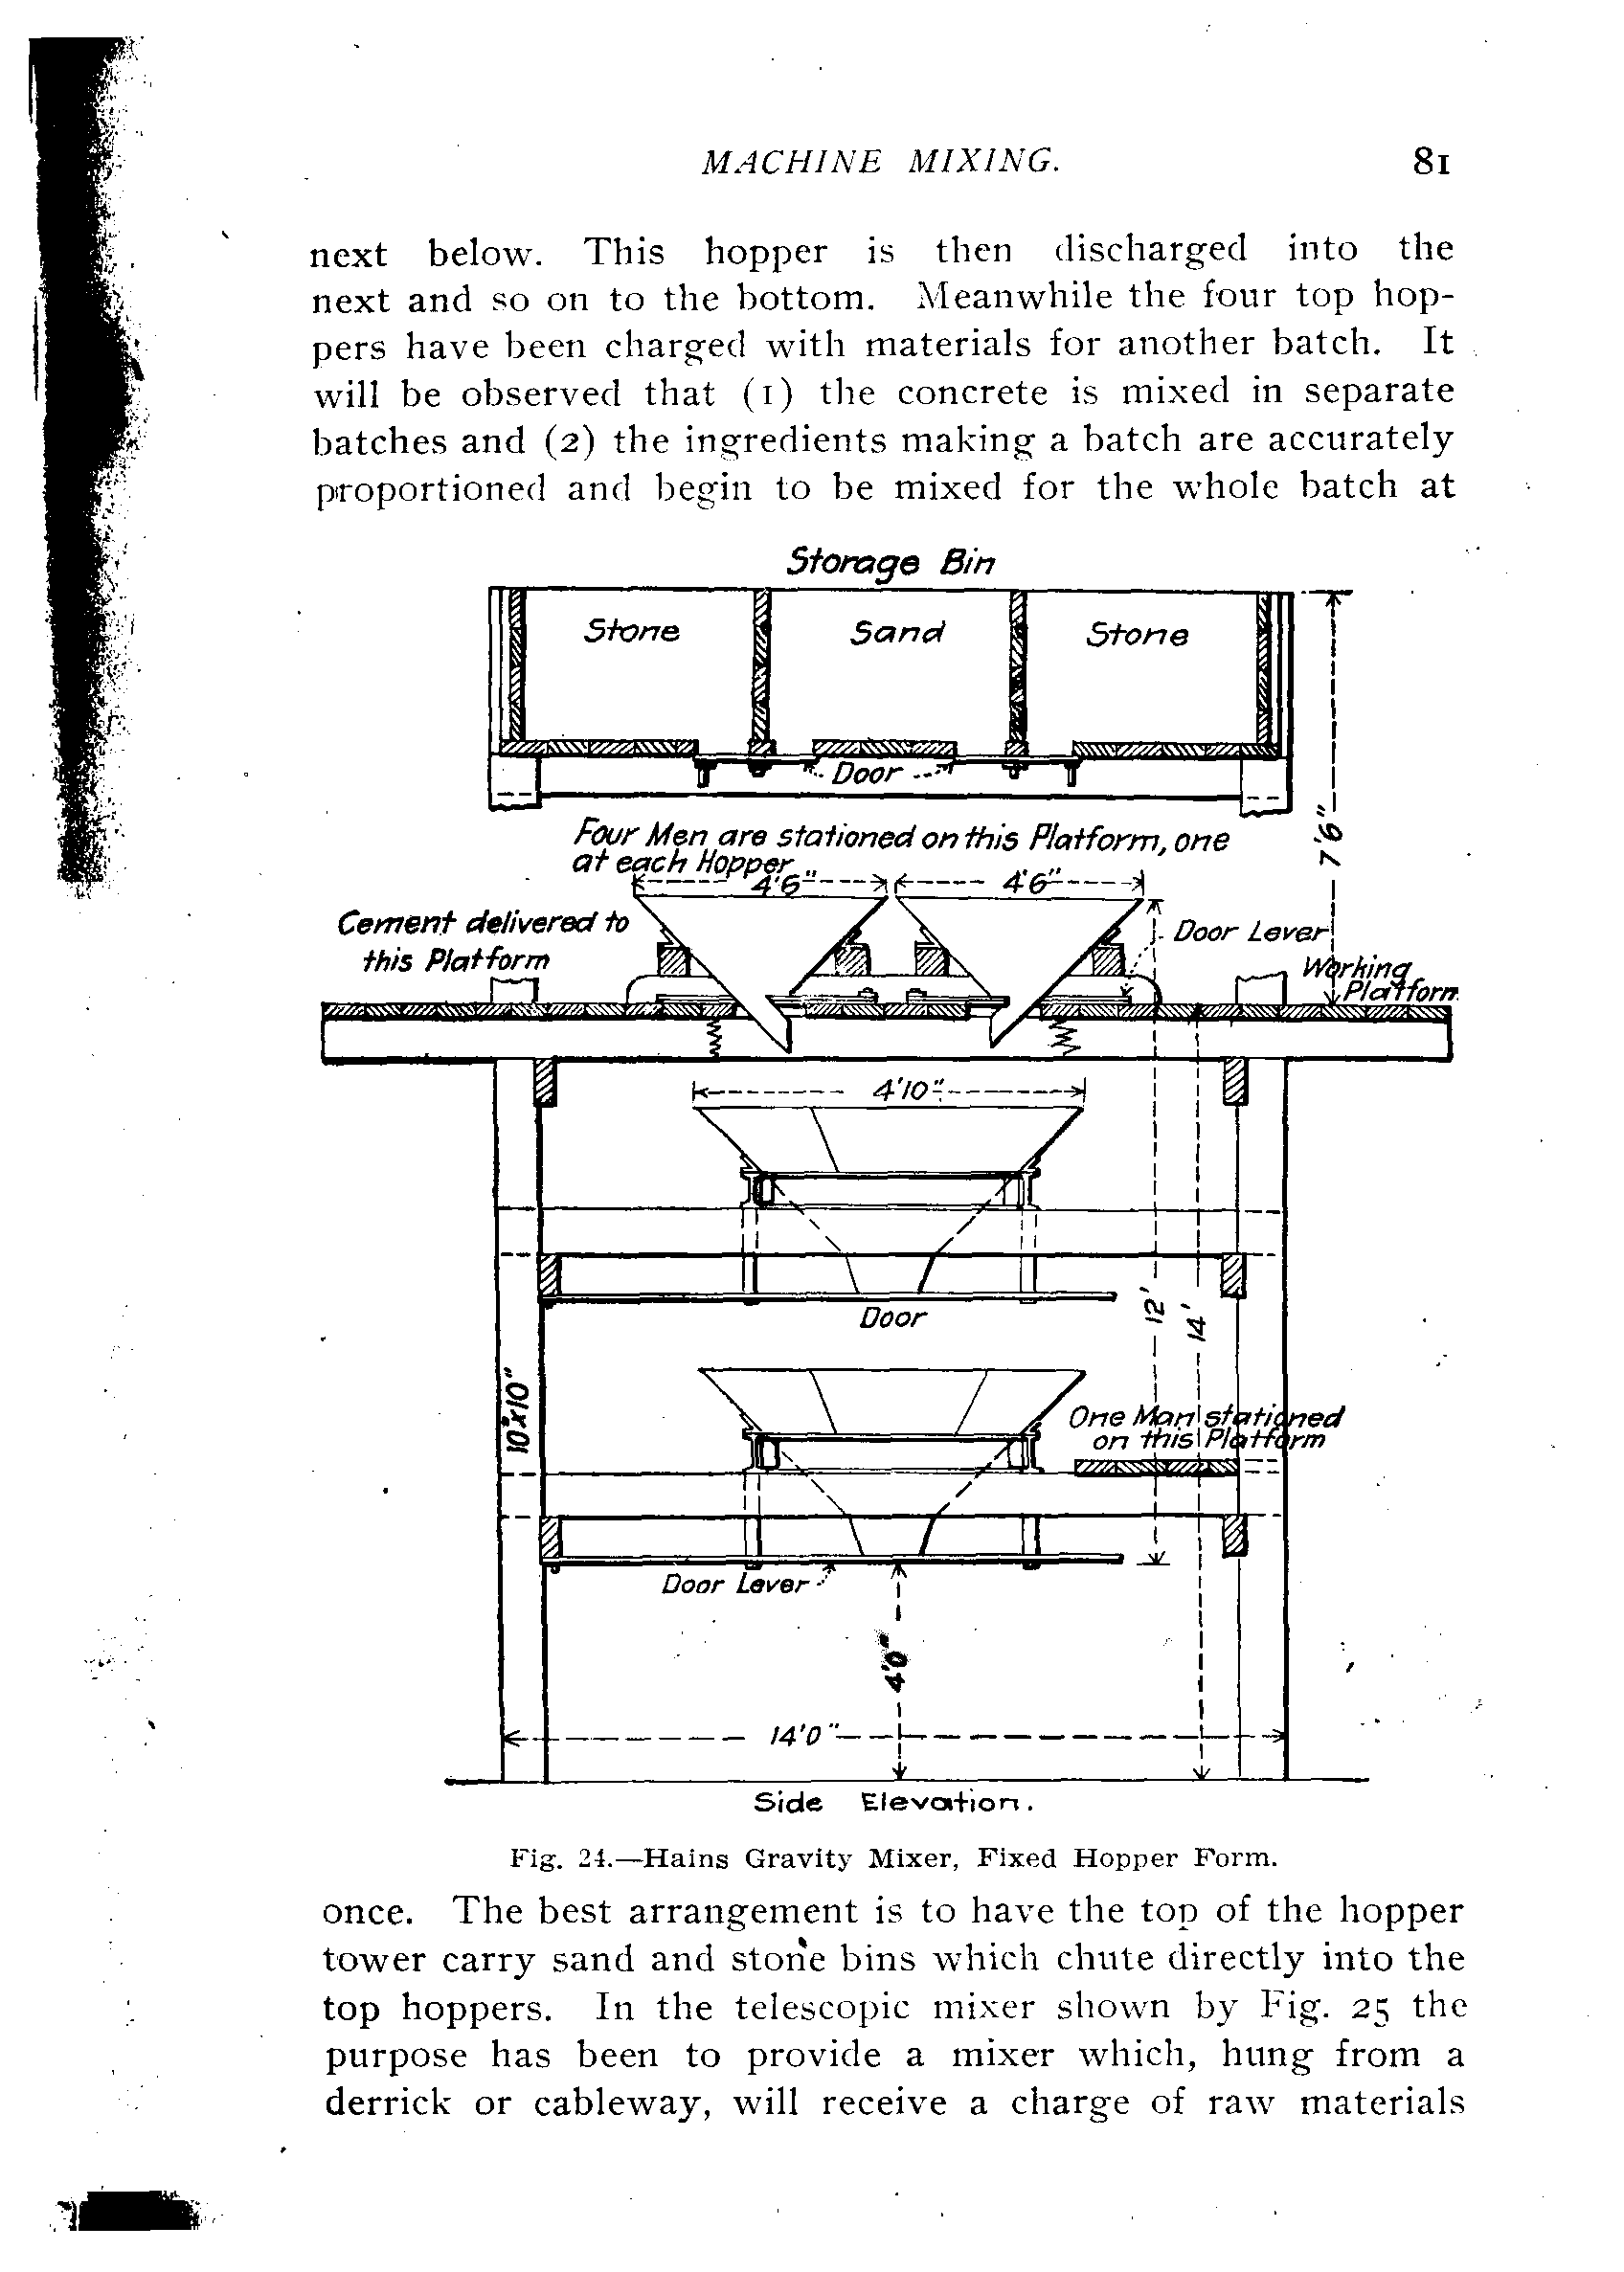 MACHINE MIXING. 81
next below. This hopper is then discharged into the
next and so on to the bottom. Meanwhile the four top hop-
pers have been charged with materials for another batch. It
will be observed that (1) the concrete is mixed in separate
batches and (2) the ingredients making a batch are accurately
proportioned and begin to be mixed for the whole batch at
Storage Bin
Stone Sand Stone
Door
7'6"
Four Men are stationed on this Platform, one
at each Hopper
4'6" 4'6"
Cement delivered to
this Platform
Door Lever
Working
Platform
4'10"
Door
12' 14'
10"x10"
One Man stationed
on this Platform
Door Lever
4'0"
14'0"
Side Elevation.
Fig. 24.—Hains Gravity Mixer, Fixed Hopper Form.
once. The best arrangement is to have the top of the hopper
tower carry sand and stone bins which chute directly into the
top hoppers. In the telescopic mixer shown by Fig. 25 the
purpose has been to provide a mixer which, hung from a
derrick or cableway, will receive a charge of raw materials